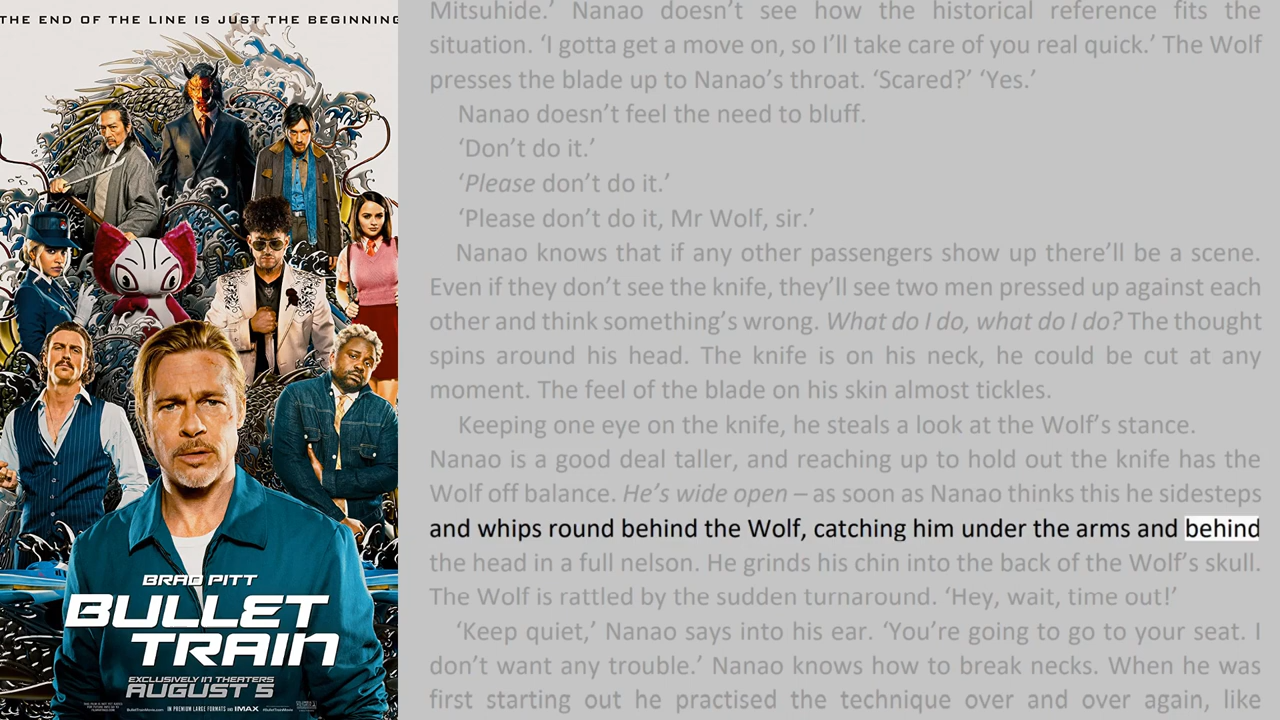 THE END OF THE LINE IS JUST THE BEGINNING
BRAD PITT
BULLET
TRAIN
EXCLUSIVELY IN THEATERS
AUGUST 5
IN PREMIUM LARGE FORMATS AND IMAX
Mitsuhide.’ Nanao doesn’t see how the historical reference fits the
situation. ‘I gotta get a move on, so I’ll take care of you real quick.’ The Wolf
presses the blade up to Nanao’s throat. ‘Scared?’ ‘Yes.’
Nanao doesn’t feel the need to bluff.
‘Don’t do it.’
‘Please don’t do it.’
‘Please don’t do it, Mr Wolf, sir.’
Nanao knows that if any other passengers show up there’ll be a scene.
Even if they don’t see the knife, they’ll see two men pressed up against each
other and think something’s wrong. What do I do, what do I do? The thought
spins around his head. The knife is on his neck, he could be cut at any
moment. The feel of the blade on his skin almost tickles.
Keeping one eye on the knife, he steals a look at the Wolf’s stance.
Nanao is a good deal taller, and reaching up to hold out the knife has the
Wolf off balance. He’s wide open – as soon as Nanao thinks this he sidesteps
and whips round behind the Wolf, catching him under the arms and behind
the head in a full nelson. He grinds his chin into the back of the Wolf’s skull.
The Wolf is rattled by the sudden turnaround. ‘Hey, wait, time out!’
‘Keep quiet,’ Nanao says into his ear. ‘You’re going to go to your seat. I
don’t want any trouble.’ Nanao knows how to break necks. When he was
first starting out he practiced the technique over and over again, like